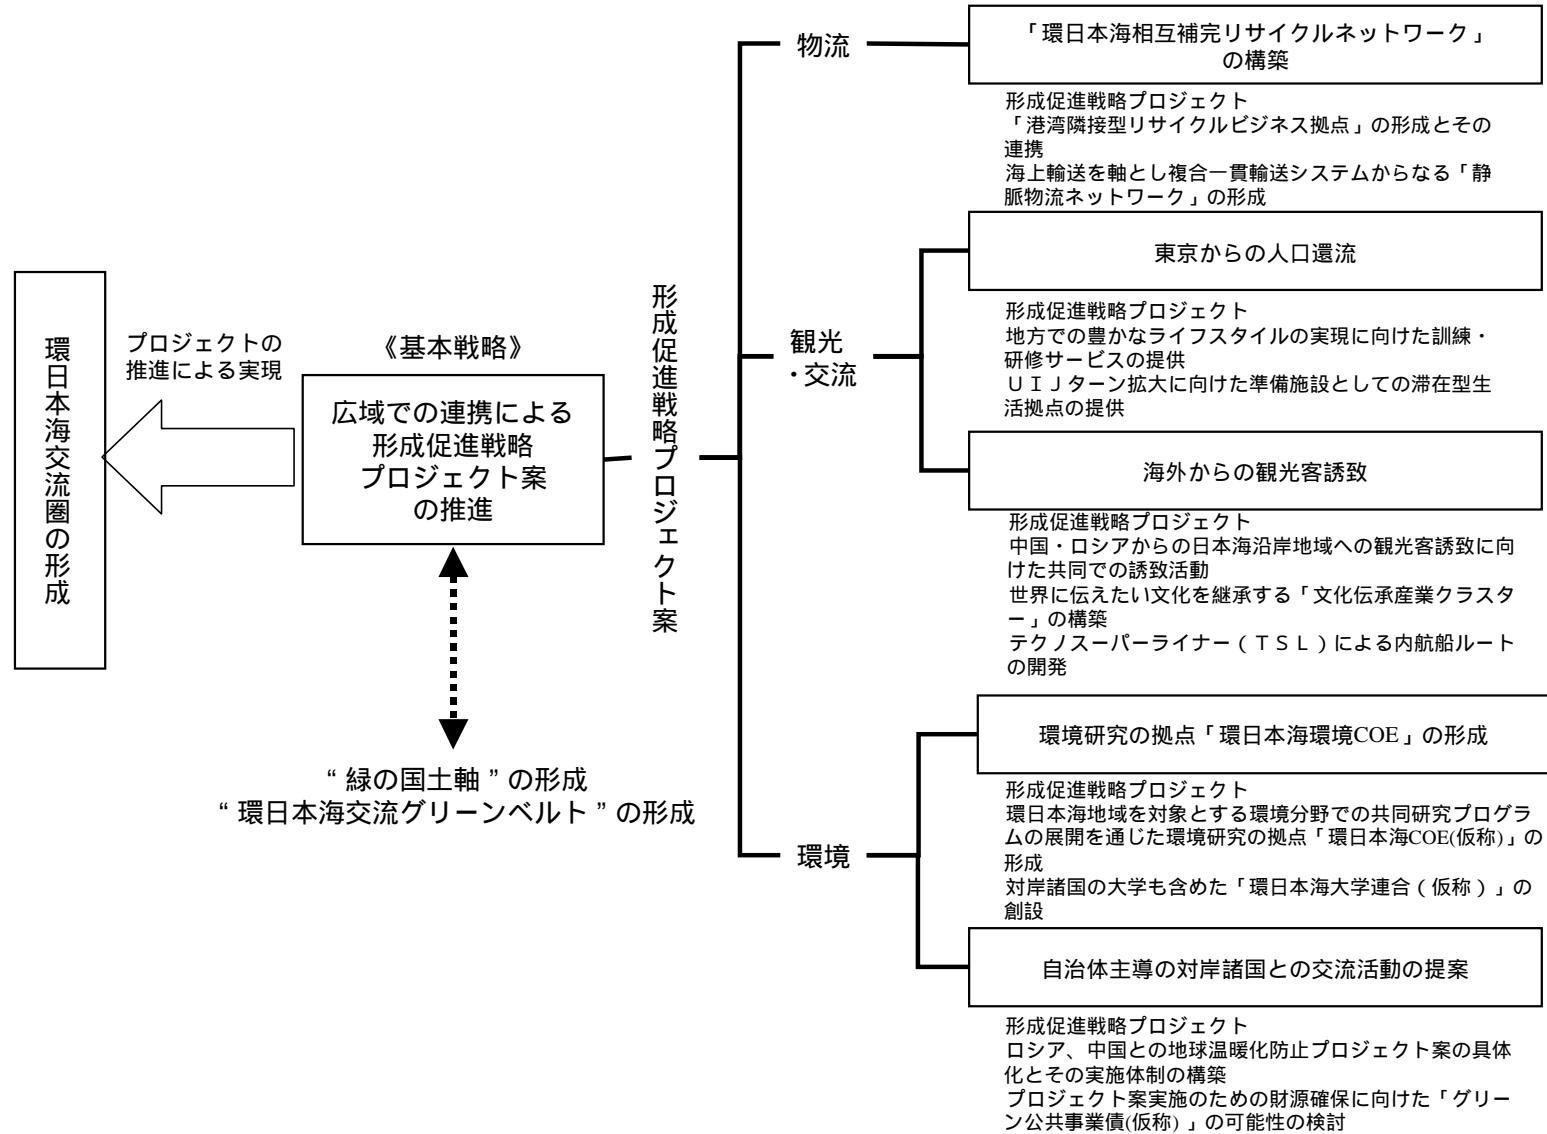 環日本海交流圏の形成
プロジェクトの
推進による実現
《基本戦略》
広域での連携による
形成促進戦略
プロジェクト案
の推進
“緑の国土軸”の形成
“環日本海交流グリーンベルト”の形成
形成促進戦略プロジェクト案
物流
「環日本海相互補完リサイクルネットワーク」
の構築
形成促進戦略プロジェクト
「港湾隣接型リサイクルビジネス拠点」の形成とその
連携
海上輸送を軸とし複合一貫輸送システムからなる「静
脈物流ネットワーク」の形成
観光
・交流
東京からの人口還流
形成促進戦略プロジェクト
地方での豊かなライフスタイルの実現に向けた訓練・
研修サービスの提供
ＵＩＪターン拡大に向けた準備施設としての滞在型生
活拠点の提供
海外からの観光客誘致
形成促進戦略プロジェクト
中国・ロシアからの日本海沿岸地域への観光客誘致に向
けた共同での誘致活動
世界に伝えたい文化を継承する「文化伝承産業クラスタ
ー」の構築
テクノスーパーライナー（ＴＳＬ）による内航船ルート
の開発
環境
環境研究の拠点「環日本海環境COE」の形成
形成促進戦略プロジェクト
環日本海地域を対象とする環境分野での共同研究プログラ
ムの展開を通じた環境研究の拠点「環日本海COE(仮称)」の
形成
対岸諸国の大学も含めた「環日本海大学連合（仮称）」の
創設
自治体主導の対岸諸国との交流活動の提案
形成促進戦略プロジェクト
ロシア、中国との地球温暖化防止プロジェクト案の具体
化とその実施体制の構築
プロジェクト案実施のための財源確保に向けた「グリー
ン公共事業債(仮称)」の可能性の検討